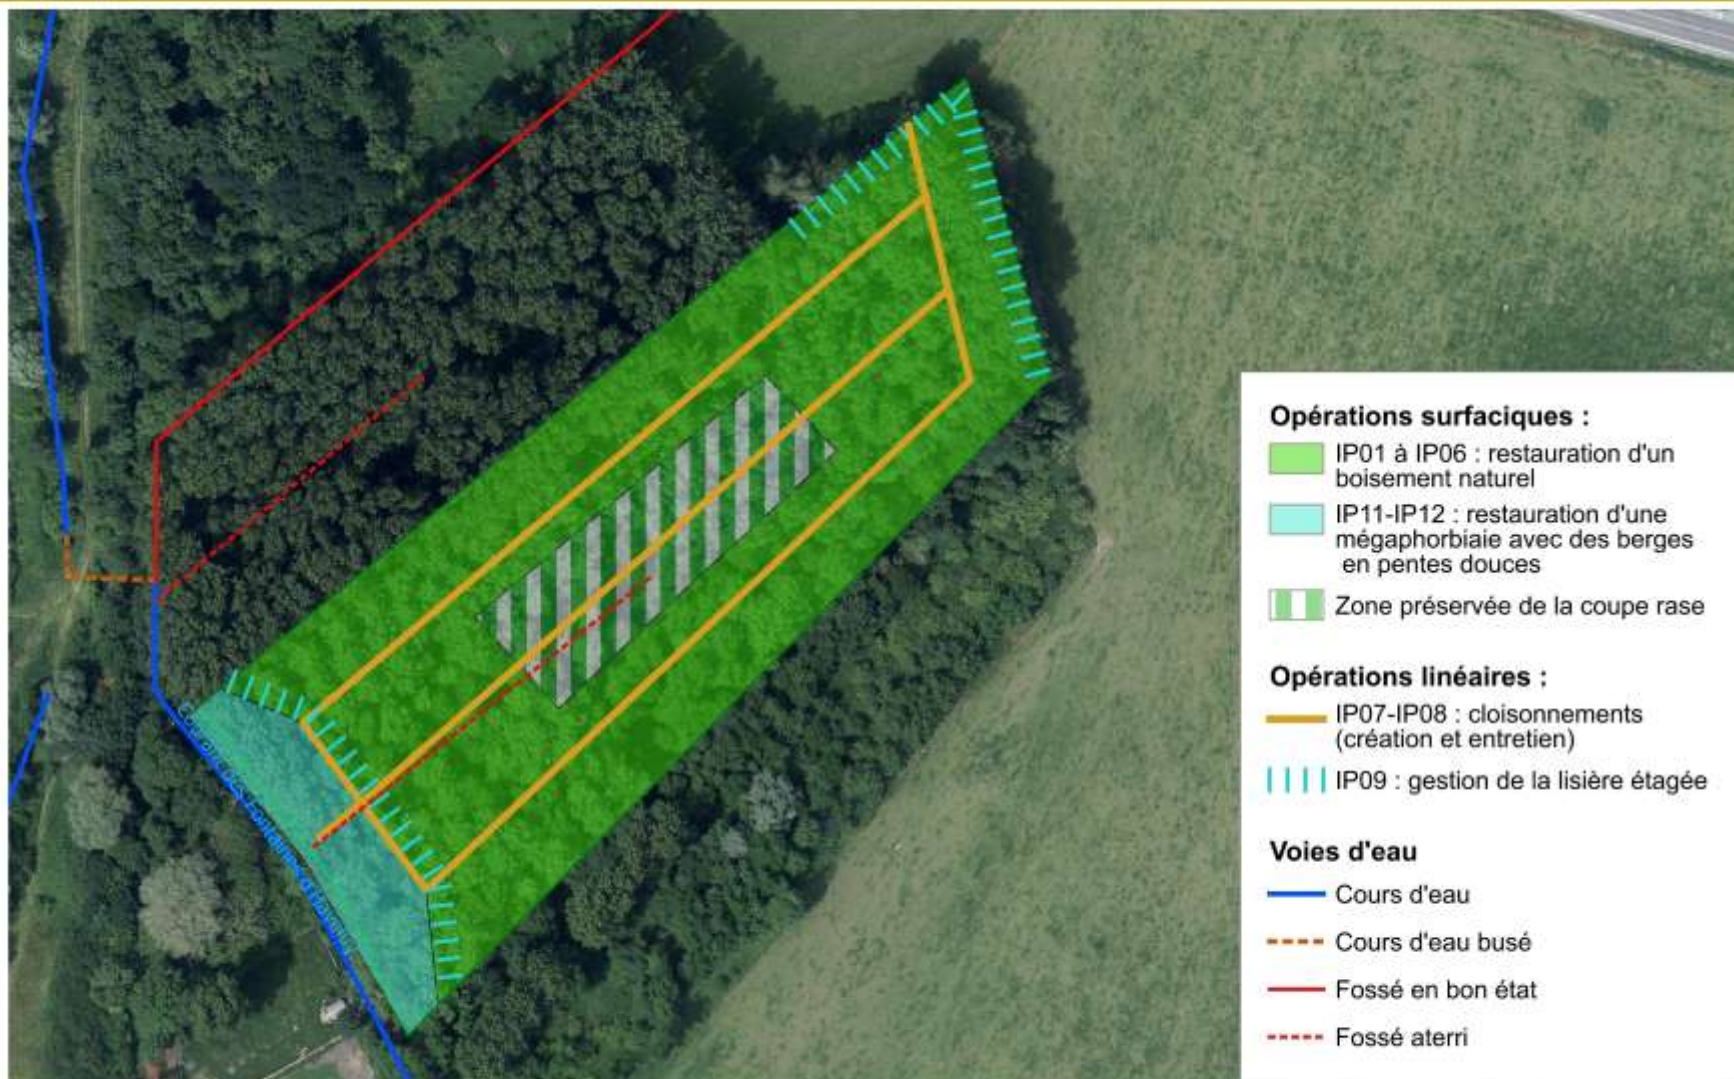 Opérations surfaciques :
IP01 à IP06 : restauration d'un
boisement naturel
IP11-IP12 : restauration d'une
mégaphorbiaie avec des berges
en pentes douces
Zone préservée de la coupe rase
Opérations linéaires :
IP07-IP08 : cloisonnements
(création et entretien)
IP09 : gestion de la lisière étagée
Voies d'eau
Cours d'eau
Cours d'eau busé
Fossé en bon état
Fossé aterri